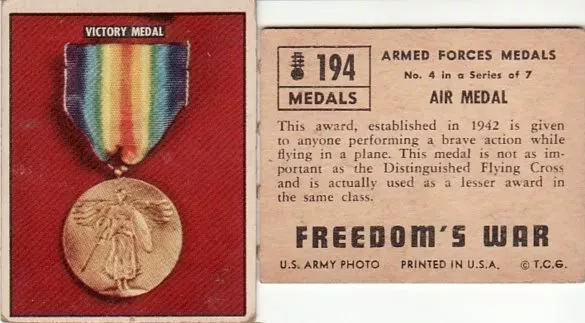 VICTORY MEDAL
194
MEDALS
ARMED FORCES MEDALS
No. 4 in a Series of 7
AIR MEDAL
This award, established in 1942 is given
to anyone performing a brave action while
flying in a plane. This medal is not as im-
portant as the Distinguished Flying Cross
and is actually used as a lesser award in
the same class.
FREEDOM'S WAR
U.S. ARMY PHOTO PRINTED IN U.S.A. © T.C.G.